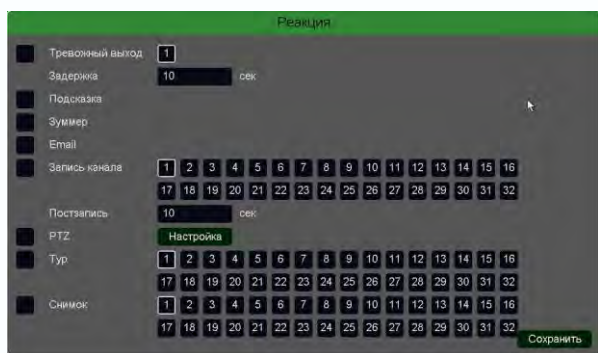 Реакция
Тревожный выход 1
Задержка 10 сек
Подсказка
Зуммер
Email
Запись канала 1 2 3 4 5 6 7 8 9 10 11 12 13 14 15 16
17 18 19 20 21 22 23 24 25 26 27 28 29 30 31 32
Постзапись 10 сек
PTZ Настройка
Тур 1 2 3 4 5 6 7 8 9 10 11 12 13 14 15 16
17 18 19 20 21 22 23 24 25 26 27 28 29 30 31 32
Снимок 1 2 3 4 5 6 7 8 9 10 11 12 13 14 15 16
17 18 19 20 21 22 23 24 25 26 27 28 29 30 31 32
Сохранить